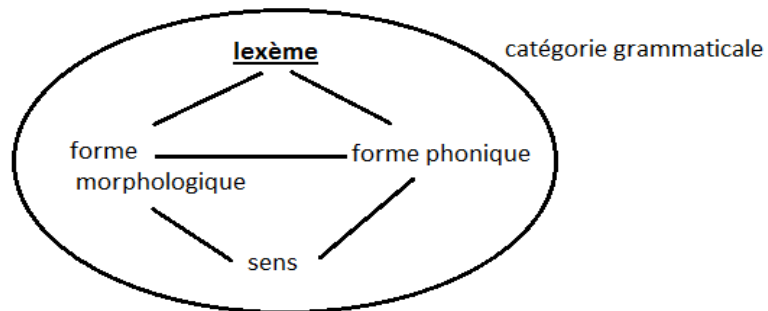 lexème
catégorie grammaticale
forme
morphologique
forme phonique
sens